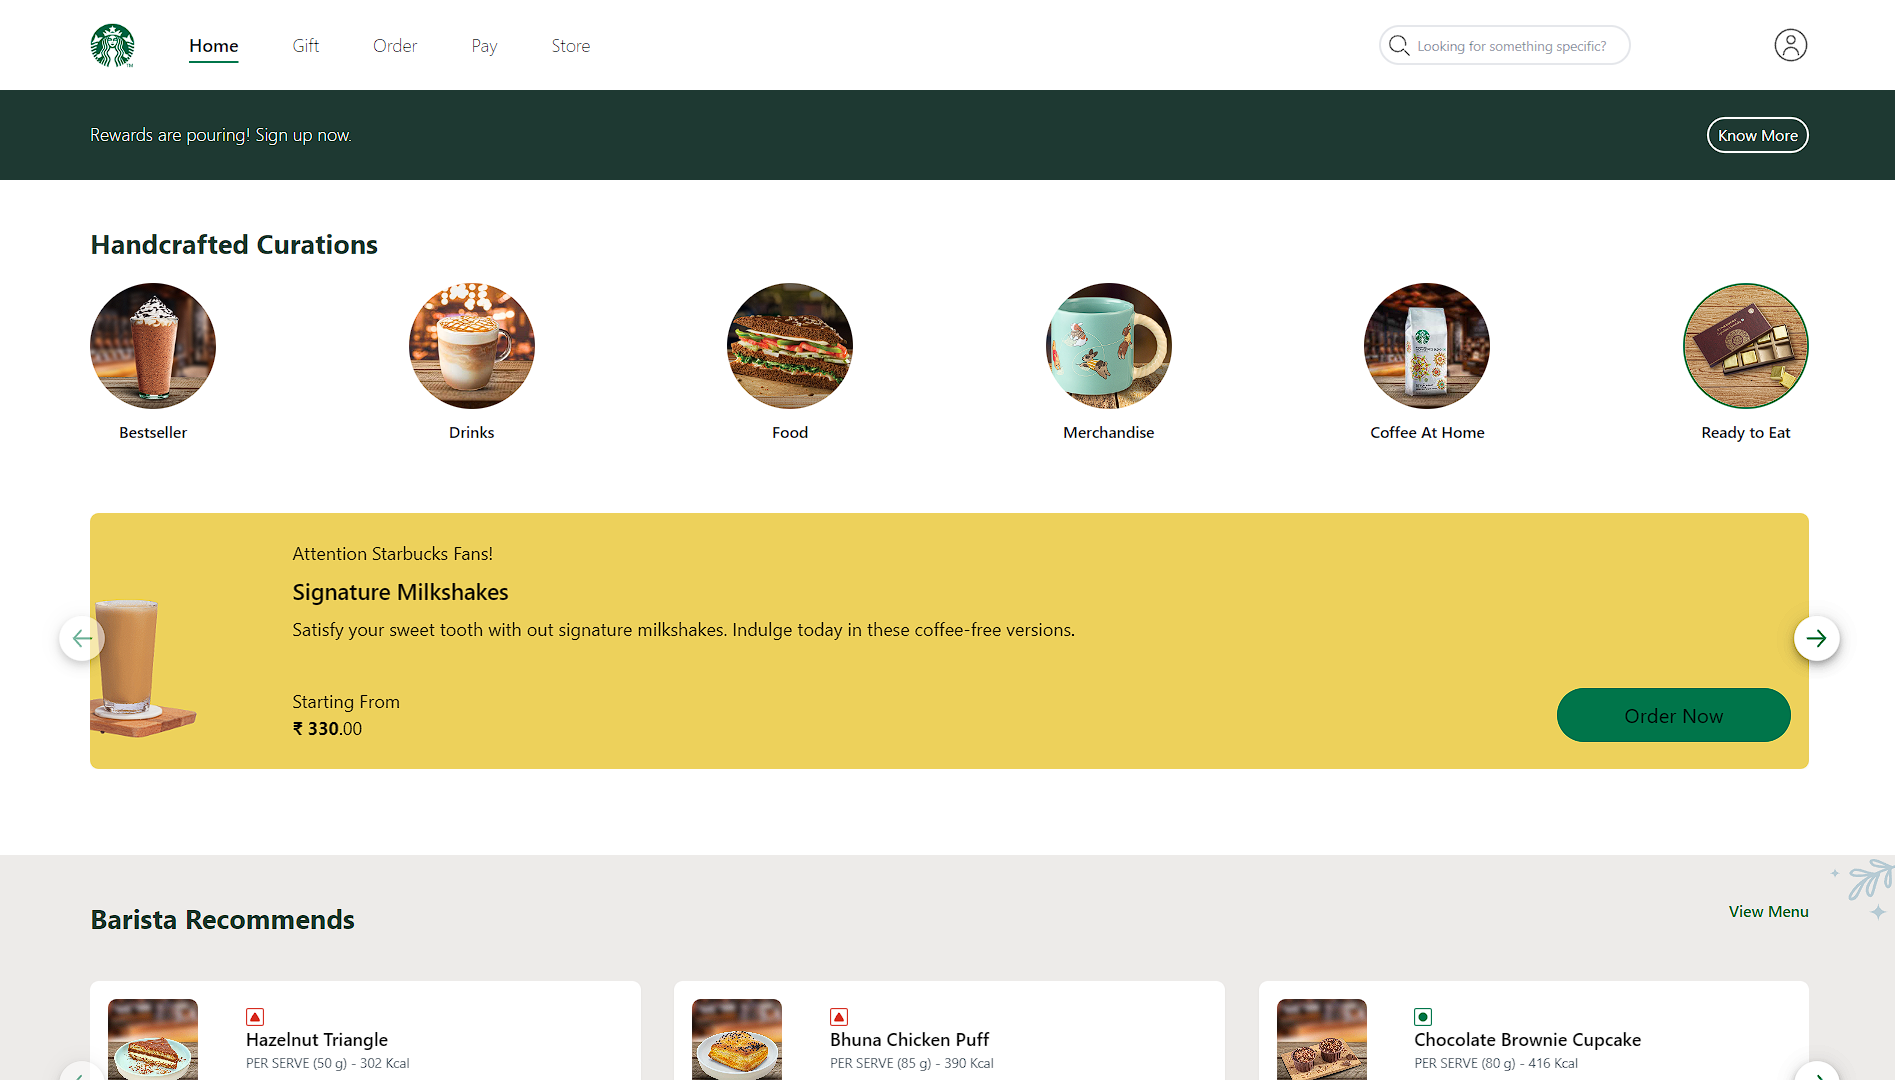 Home
Gift
Order
Pay
Store
Looking for something specific?
Rewards are pouring! Sign up now.
Know More
Handcrafted Curations
Bestseller
Drinks
Food
Merchandise
Coffee At Home
Ready to Eat
Attention Starbucks Fans!
Signature Milkshakes
Satisfy your sweet tooth with out signature milkshakes. Indulge today in these coffee-free versions.
Starting From
₹ 330.00
Order Now
Barista Recommends
View Menu
Hazelnut Triangle
PER SERVE (50 g) - 302 Kcal
Bhuna Chicken Puff
PER SERVE (85 g) - 390 Kcal
Chocolate Brownie Cupcake
PER SERVE (80 g) - 416 Kcal